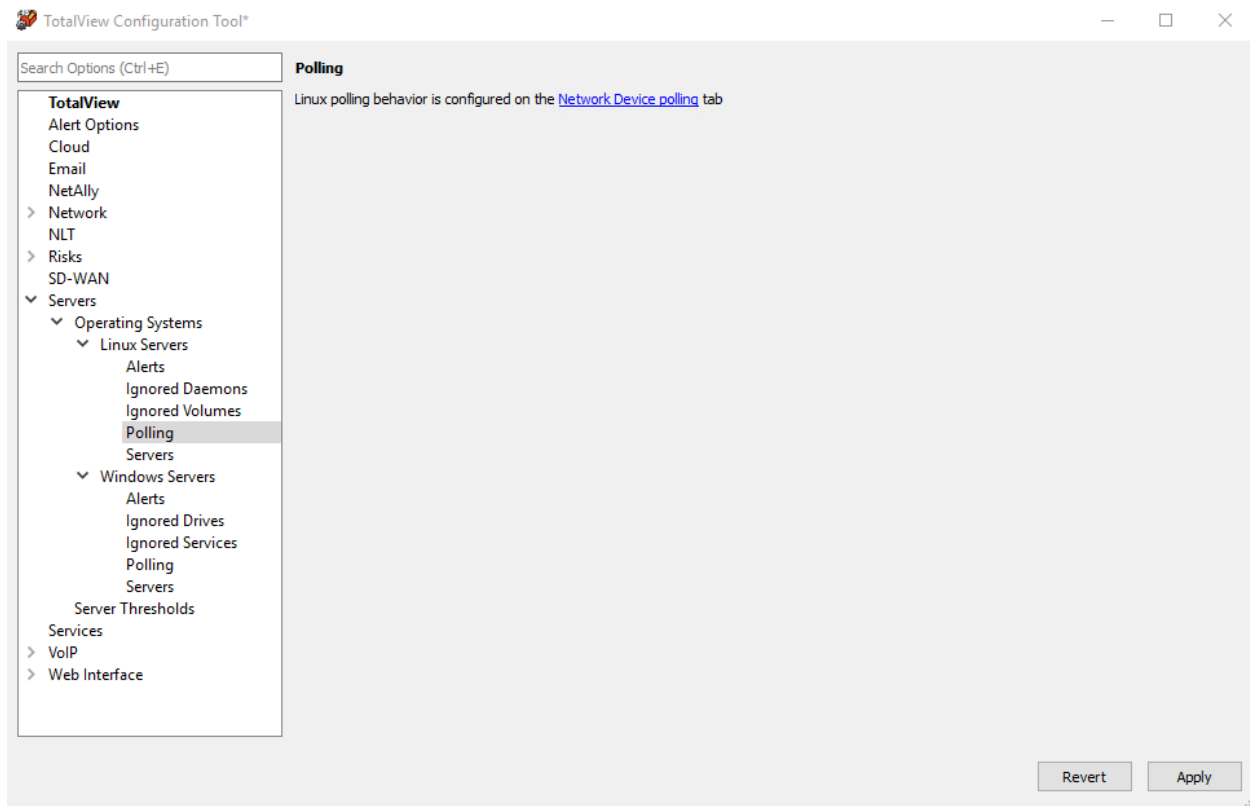 TotalView Configuration Tool*
Search Options (Ctrl+E)
TotalView
Alert Options
Cloud
Email
NetAlly
Network
NLT
Risks
SD-WAN
Servers
Operating Systems
Linux Servers
Alerts
Ignored Daemons
Ignored Volumes
Polling
Servers
Windows Servers
Alerts
Ignored Drives
Ignored Services
Polling
Servers
Server Thresholds
Services
VoIP
Web Interface
Polling
Linux polling behavior is configured on the Network Device polling tab
Revert Apply